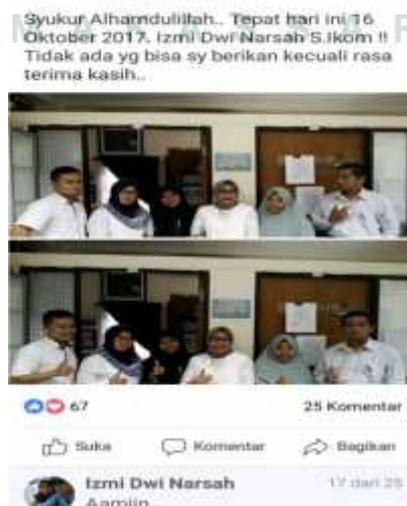 Syukur Alhamdulillah.. Tepat hari ini 16
Oktober 2017. Izmi Dwi Narsah S.Ikom !!
Tidak ada yg bisa sy berikan kecuali rasa
terima kasih..
67
25 Komentar
Suka
Komentar
Bagikan
Izmi Dwi Narsah
17 dari 25
Aamiin..